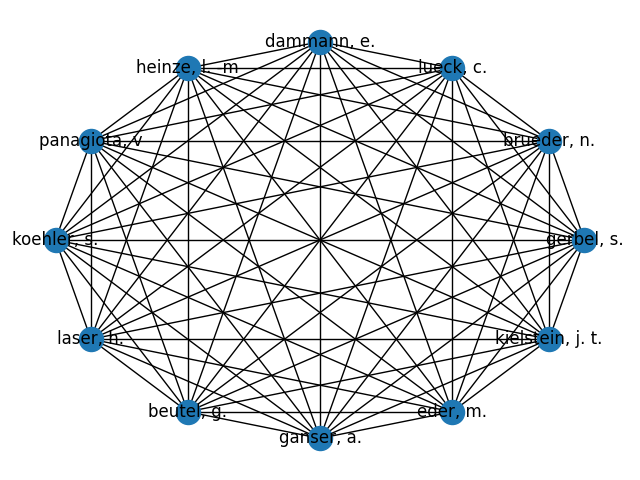 dammann, e.
heinze, l. -m
lueck, c.
panagiota, v
brueder, n.
koehler, s.
gerbel, s.
laser, h.
kielstein, j. t.
beutel, g.
eder, m.
ganser, a.